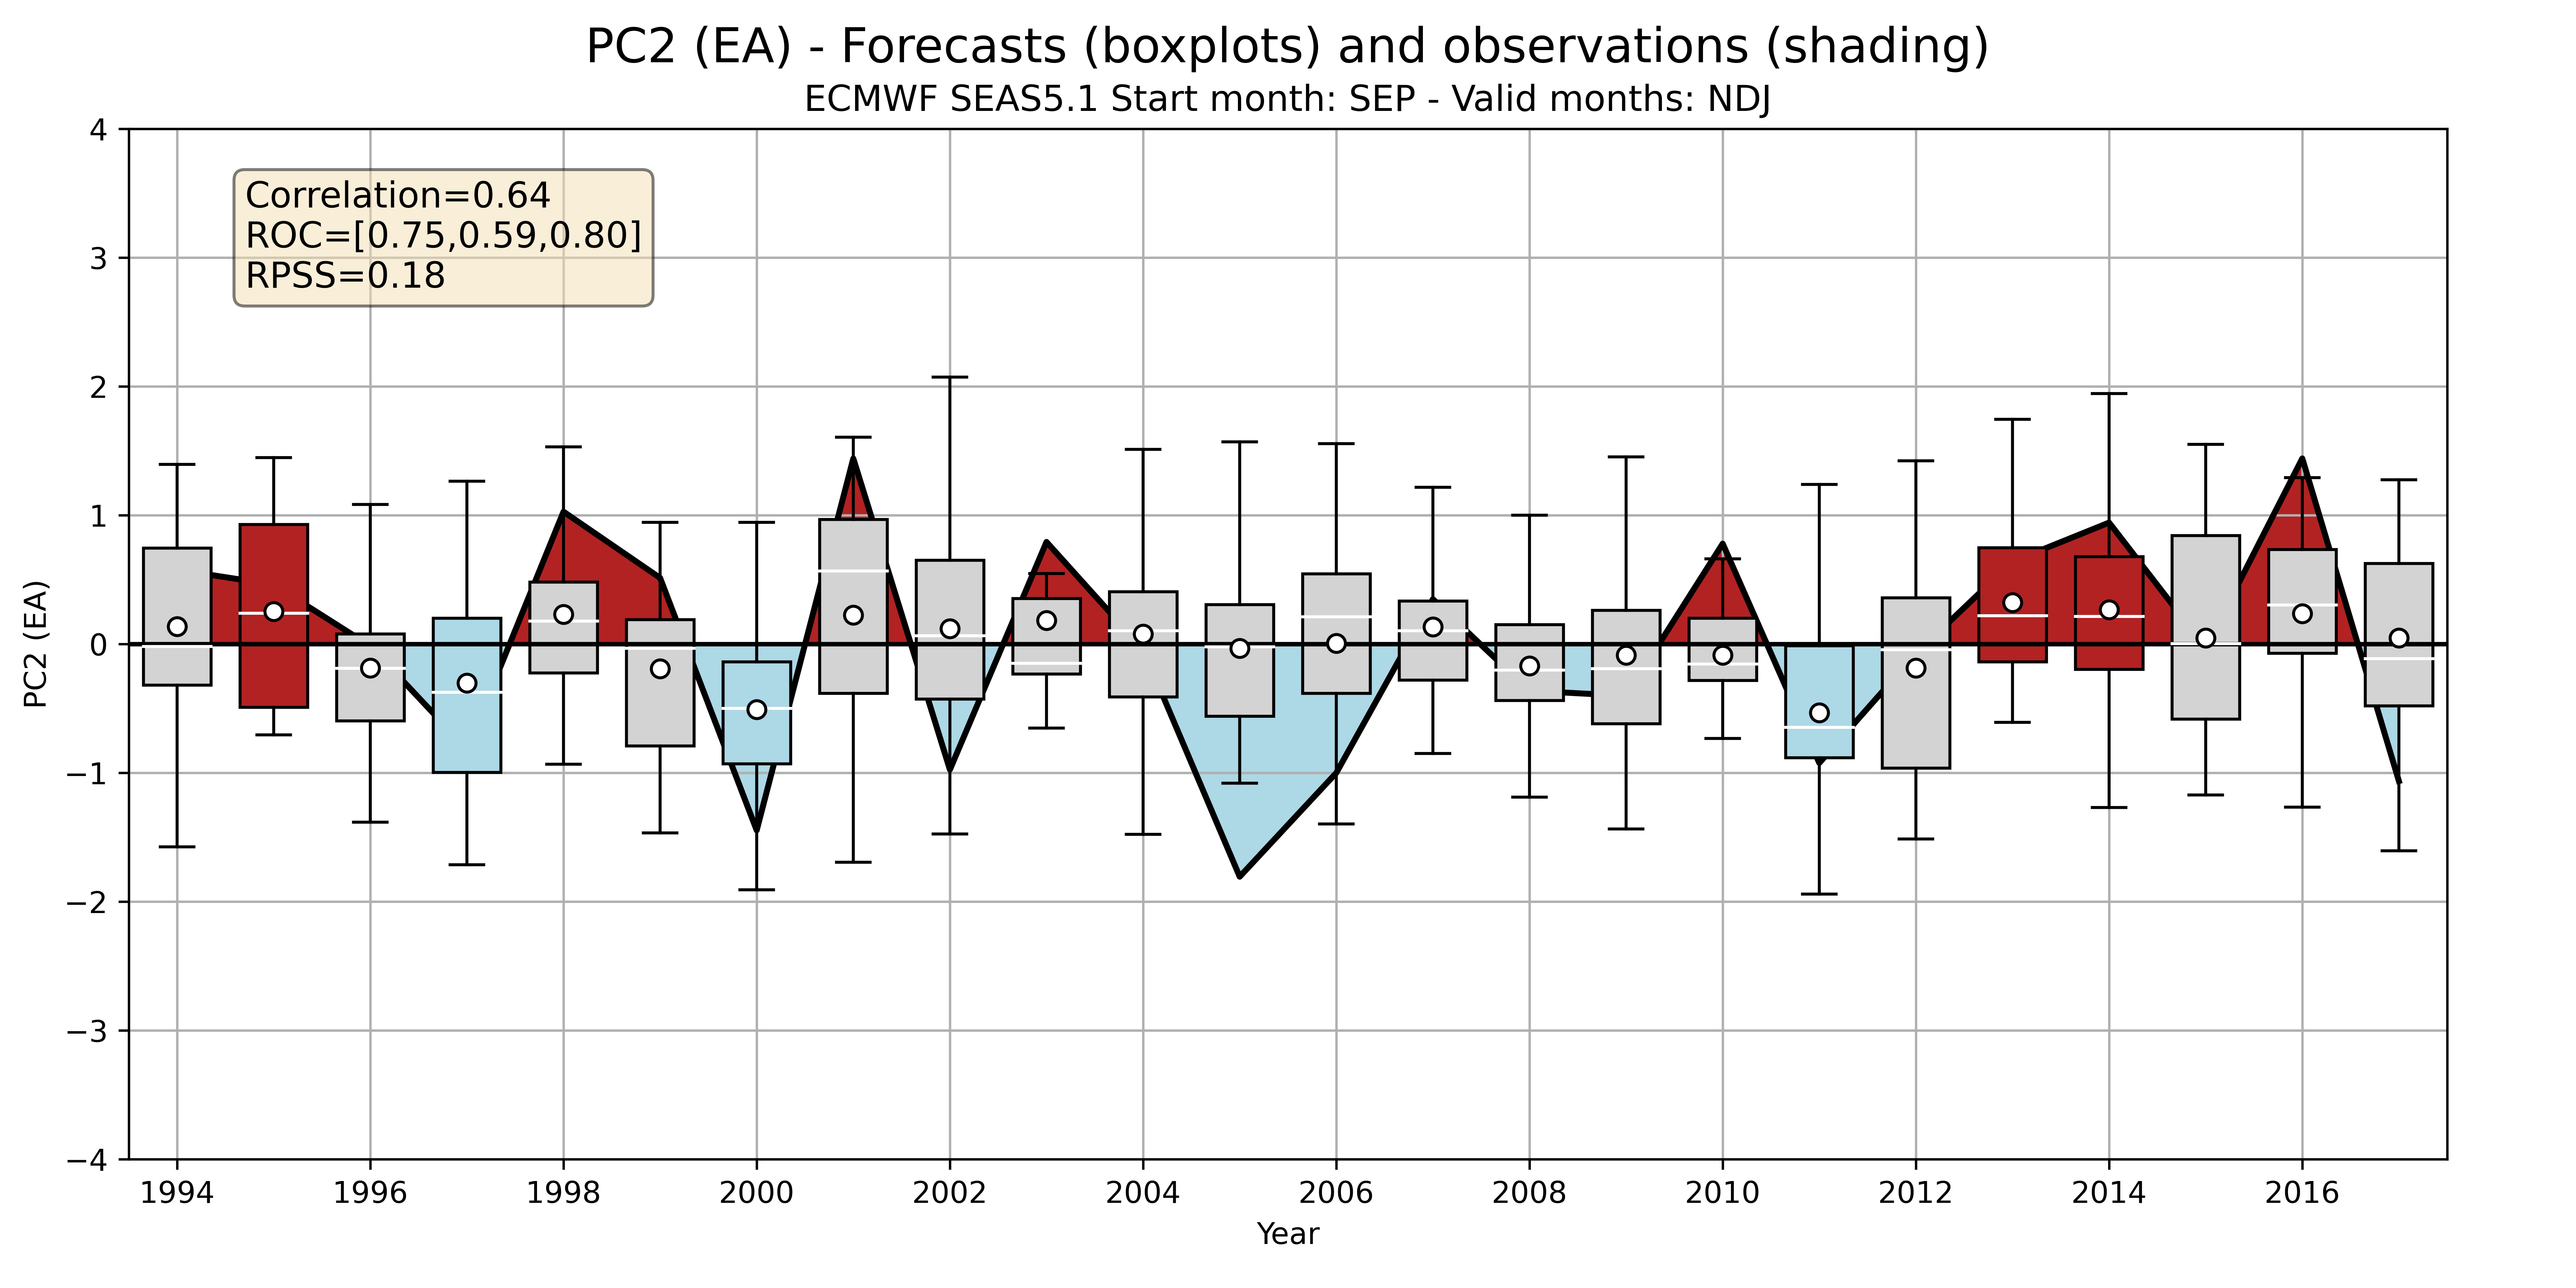 PC2 (EA) - Forecasts (boxplots) and observations (shading)
ECMWF SEAS5.1 Start month: SEP - Valid months: NDJ
Correlation=0.64
ROC=[0.75,0.59,0.80]
RPSS=0.18
PC2 (EA)
4
3
2
1
0
−1
−2
−3
−4
1994 1996 1998 2000 2002 2004 2006 2008 2010 2012 2014 2016
Year